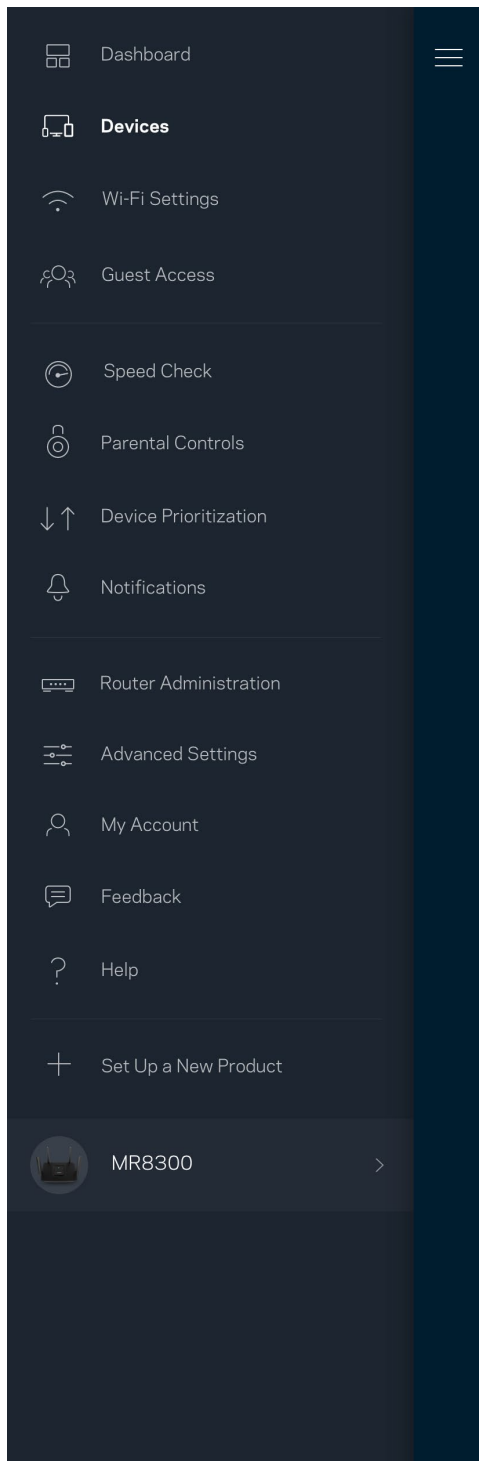 Dashboard
Devices
Wi-Fi Settings
Guest Access
Speed Check
Parental Controls
Device Prioritization
Notifications
Router Administration
Advanced Settings
My Account
Feedback
Help
Set Up a New Product
MR8300